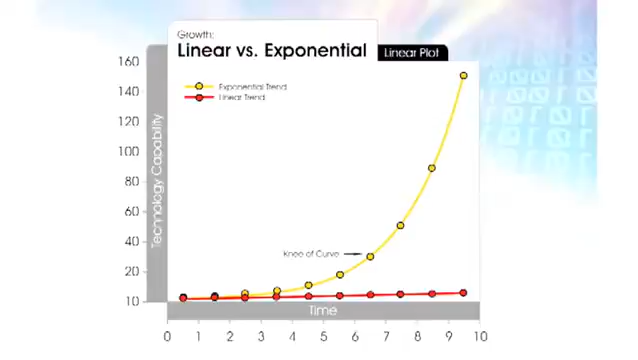 Growth:
Linear vs. Exponential
Linear Plot
Exponential Trend
Linear Trend
160
140
120
100
80
60
40
20
10
Technology Capability
Knee of Curve
Time
0 1 2 3 4 5 6 7 8 9 10